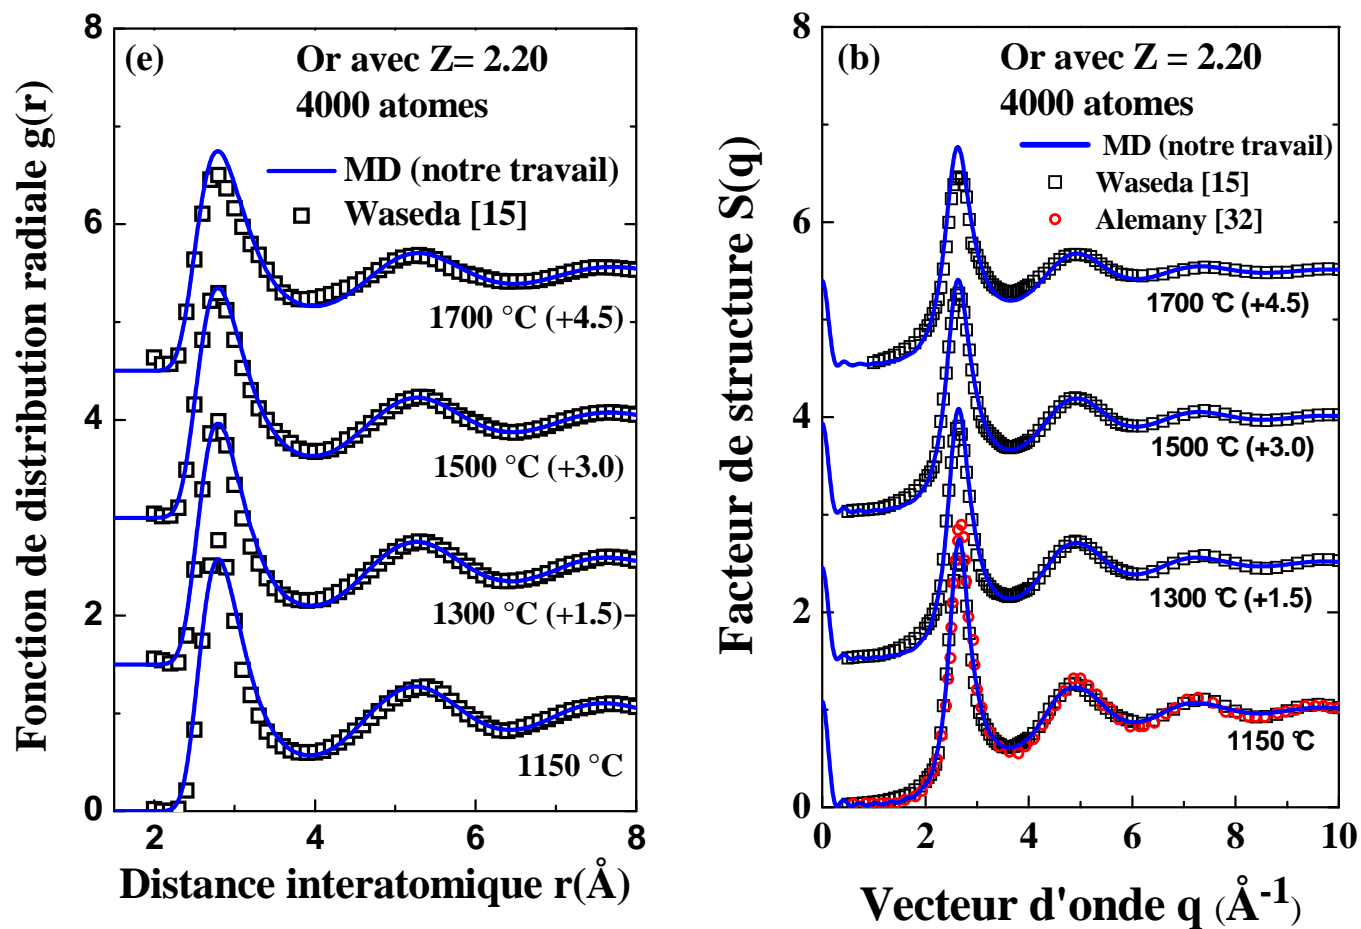 Fonction de distribution radiale g(r)
8
6
4
2
0
(e)
Or avec Z= 2.20
4000 atomes
MD (notre travail)
Waseda [15]
1700 °C (+4.5)
1500 °C (+3.0)
1300 °C (+1.5)
1150 °C
2
4
6
8
Distance interatomique r(Å)
Facteur de structure S(q)
8
6
4
2
0
(b)
Or avec Z = 2.20
4000 atomes
MD (notre travail)
Waseda [15]
Alemany [32]
1700 °C (+4.5)
1500 °C (+3.0)
1300 °C (+1.5)
1150 °C
0
2
4
6
8
10
Vecteur d'onde q (Å-1)